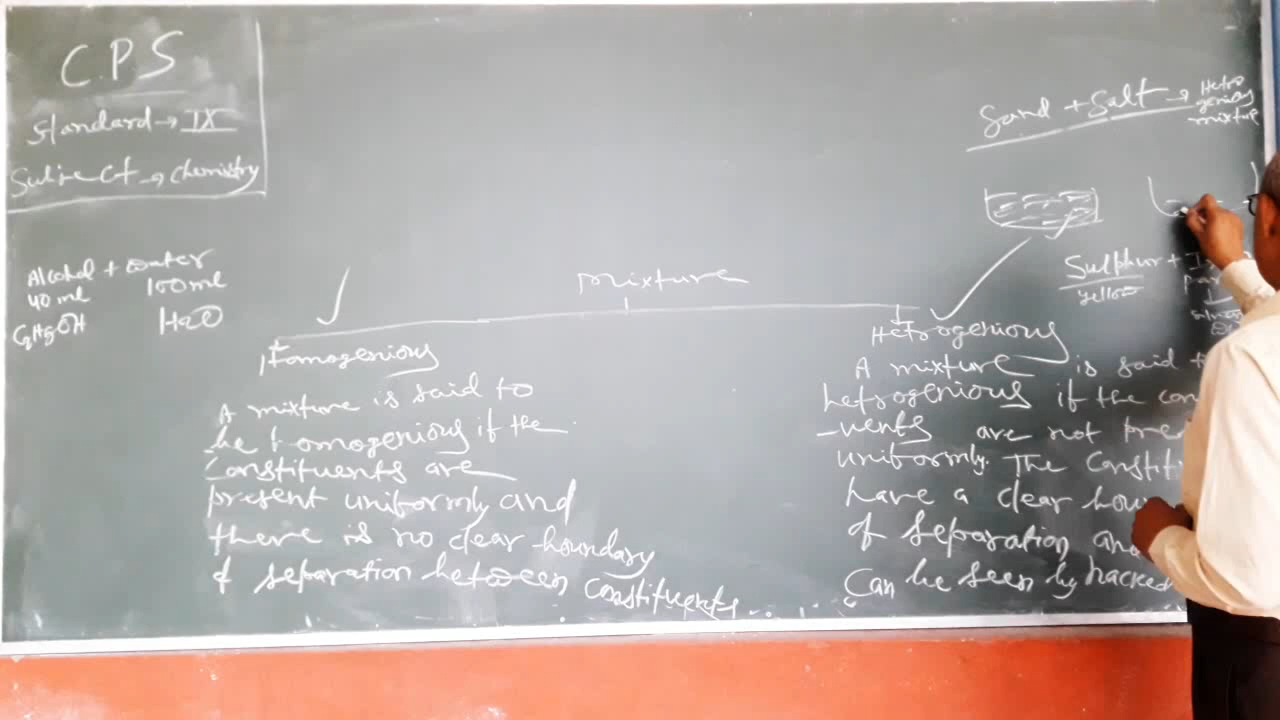 C.P.S
Standard → IX
Subject → chemistry
Sand + Salt → Hetro
genious
mixture
Alcohol + water
40 ml 100 ml
C2H5OH H2O
Sulphur +
yellow
mixture
Homogenious
A mixture is said to
be homogenious if the
constituents are
present uniformly and
there is no clear boundary
of separation between constituents
Hetrogenious
A mixture is said t
hetrogenious if the con
-uents are not pre
uniformly. The Constit
have a clear bou
of separation and
Can be seen by